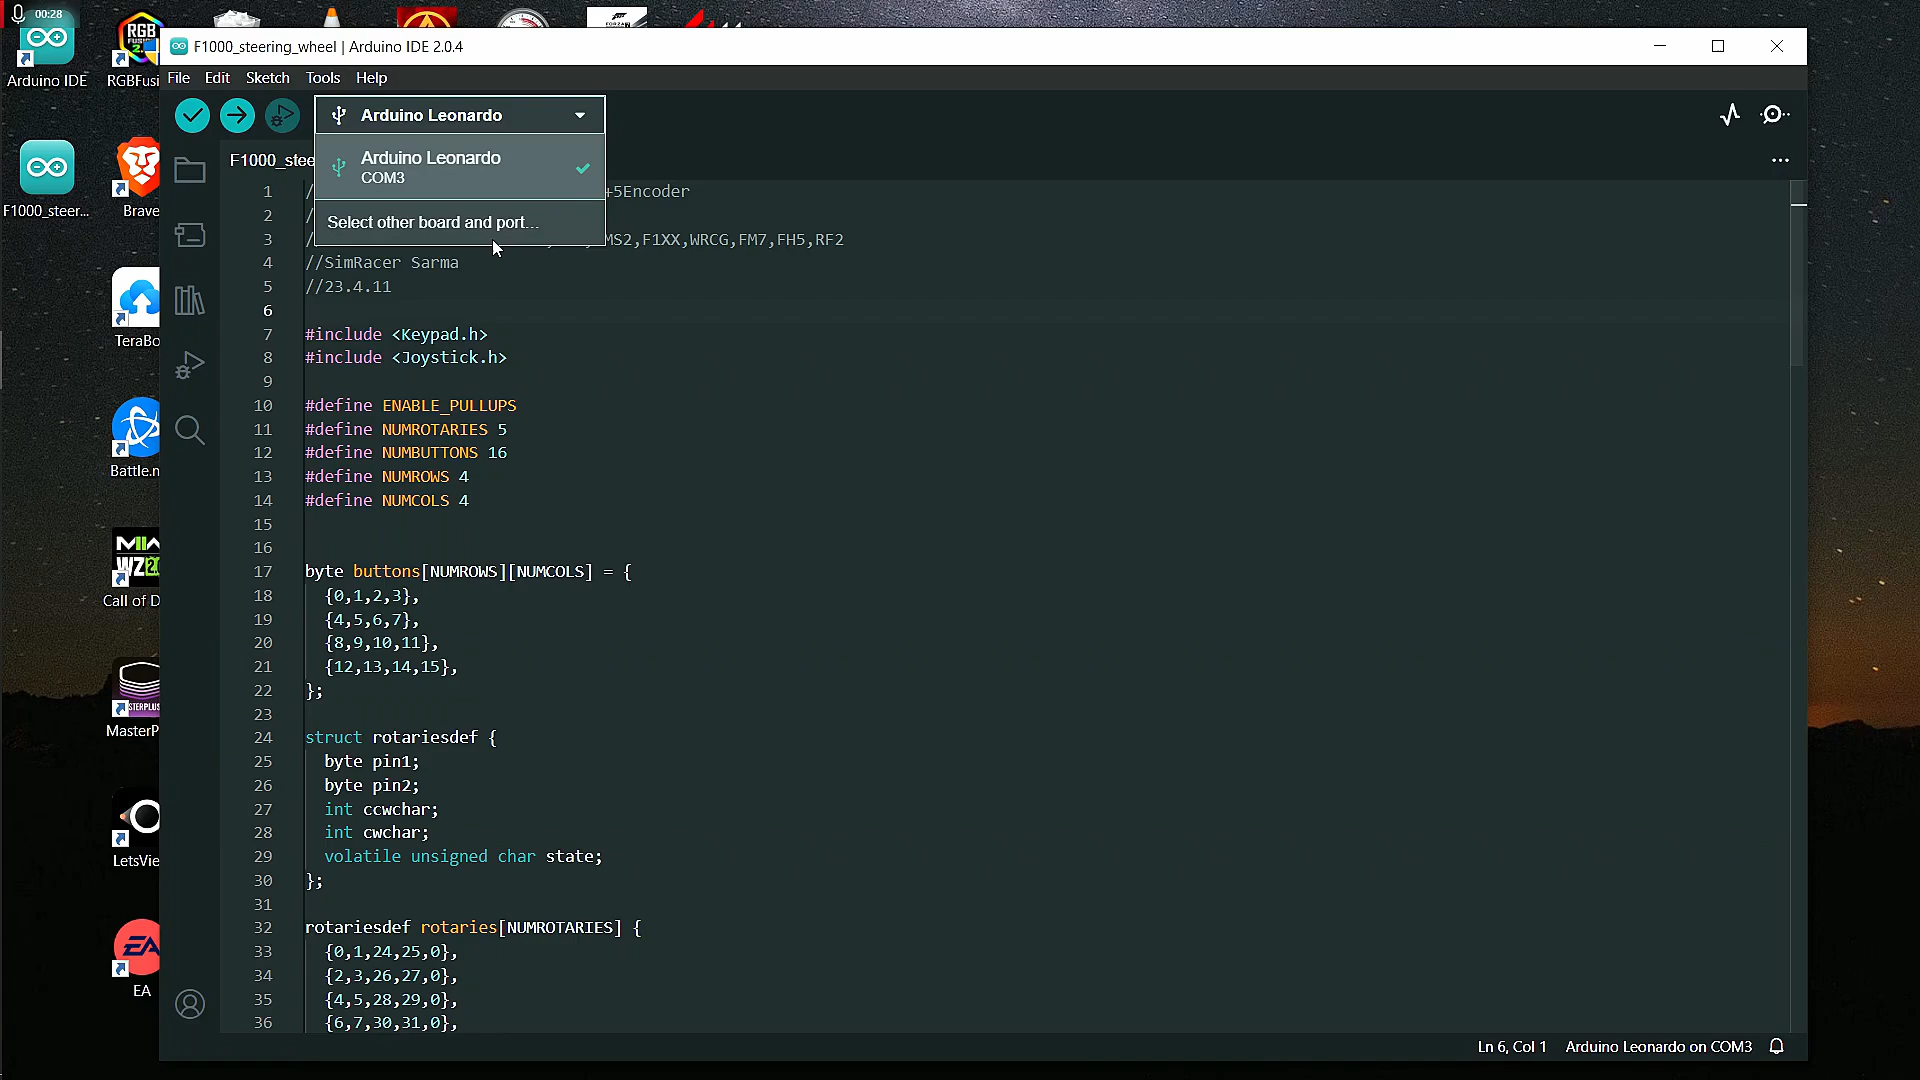 00:28
Arduino IDE
RGBFusi
F1000_steer...
Brave
TeraBo
Battle.n
MW
WZ2.0
Call of D
STERPLUS
MasterP
LetsVie
EA
EA
F1000_steering_wheel | Arduino IDE 2.0.4
File Edit Sketch Tools Help
Arduino Leonardo
Arduino Leonardo
COM3
Select other board and port...
F1000_stee
1 / +5Encoder
2 /
3 / MS2,F1XX,WRCG,FM7,FH5,RF2
4 //SimRacer Sarma
5 //23.4.11
6
7 #include <Keypad.h>
8 #include <Joystick.h>
9
10 #define ENABLE_PULLUPS
11 #define NUMROTARIES 5
12 #define NUMBUTTONS 16
13 #define NUMROWS 4
14 #define NUMCOLS 4
15
16
17 byte buttons[NUMROWS][NUMCOLS] = {
18 {0,1,2,3},
19 {4,5,6,7},
20 {8,9,10,11},
21 {12,13,14,15},
22 };
23
24 struct rotariesdef {
25 byte pin1;
26 byte pin2;
27 int ccwchar;
28 int cwchar;
29 volatile unsigned char state;
30 };
31
32 rotariesdef rotaries[NUMROTARIES] {
33 {0,1,24,25,0},
34 {2,3,26,27,0},
35 {4,5,28,29,0},
36 {6,7,30,31,0},
Ln 6, Col 1 Arduino Leonardo on COM3